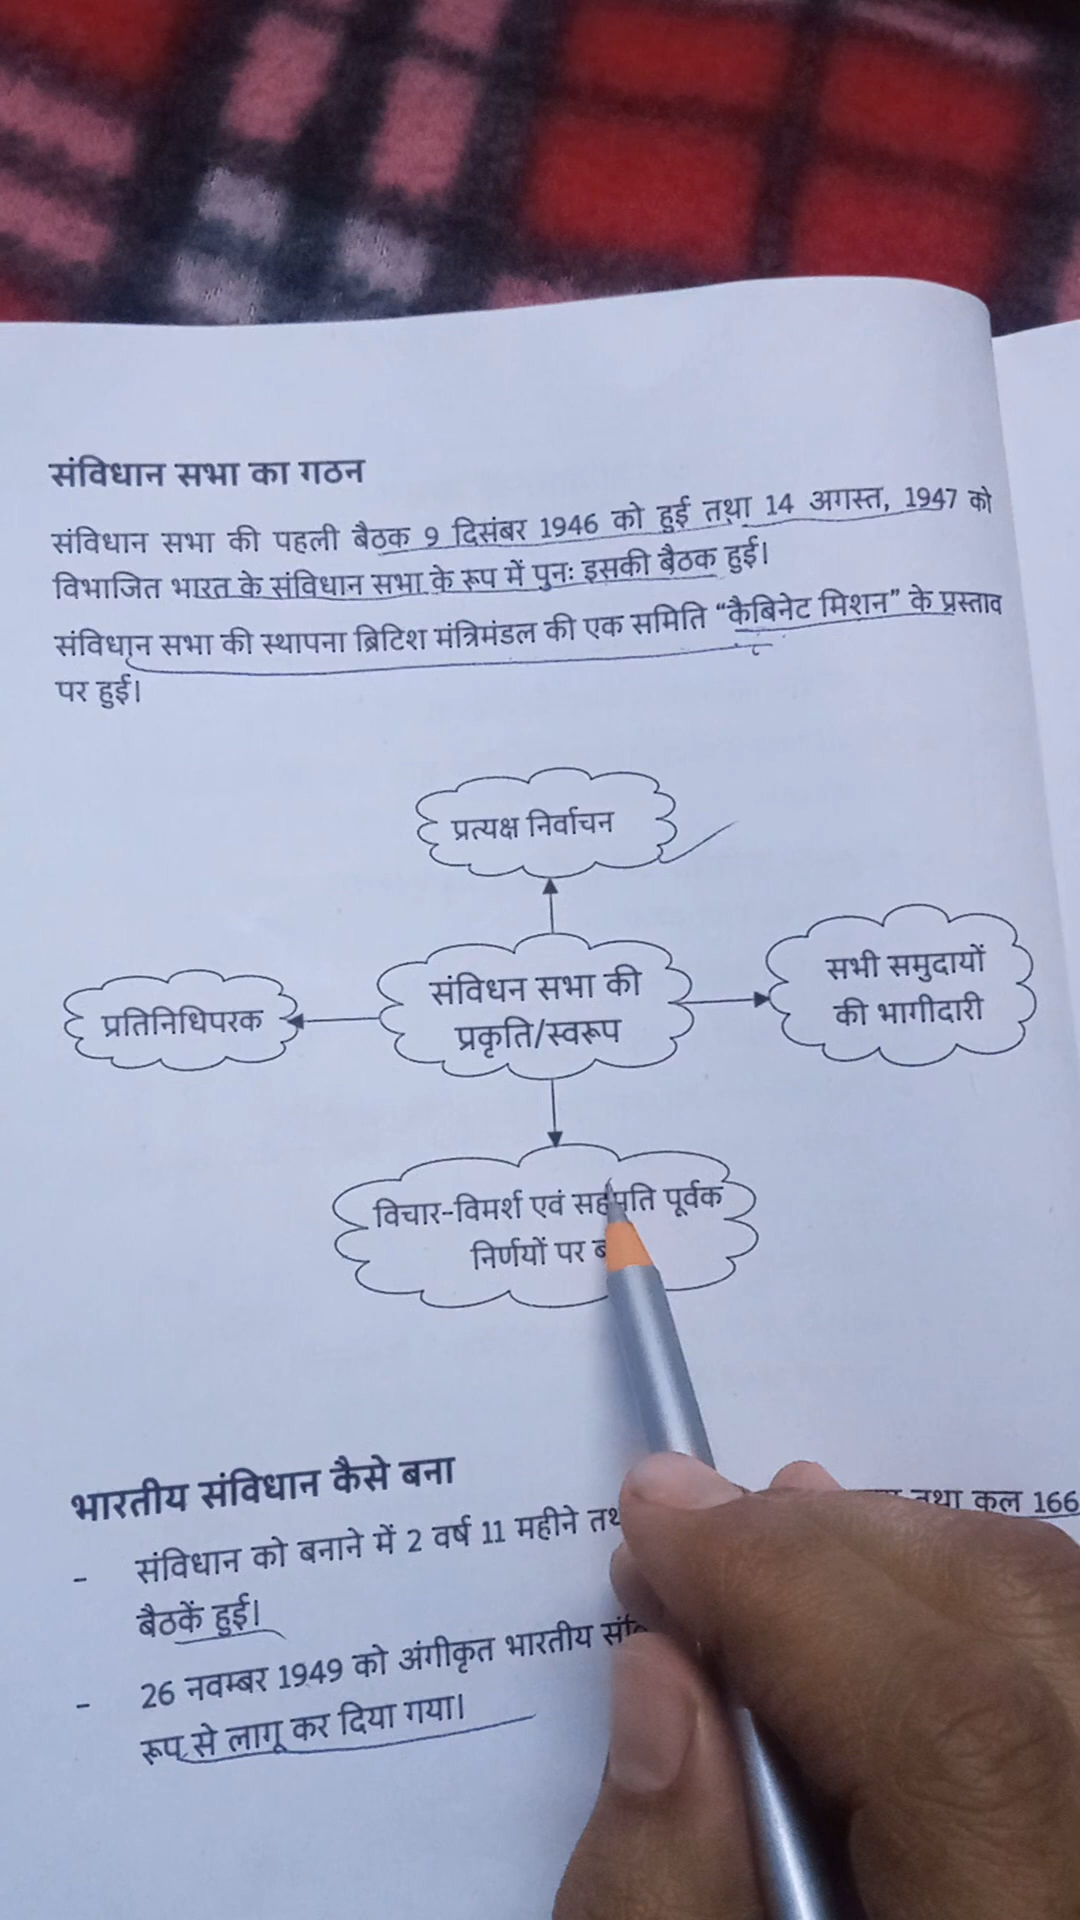 संविधान सभा का गठन
संविधान सभा की पहली बैठक 9 दिसंबर 1946 को हुई तथा 14 अगस्त, 1947 को
विभाजित भारत के संविधान सभा के रूप में पुनः इसकी बैठक हुई।
संविधान सभा की स्थापना ब्रिटिश मंत्रिमंडल की एक समिति “कैबिनेट मिशन” के प्रस्ताव
पर हुई।
प्रत्यक्ष निर्वाचन
संविधन सभा की
प्रकृति/स्वरूप
प्रतिनिधिपरक
सभी समुदायों
की भागीदारी
विचार-विमर्श एवं सहमति पूर्वक
निर्णयों पर
भारतीय संविधान कैसे बना
- संविधान को बनाने में 2 वर्ष 11 महीने तथा कुल 166
बैठकें हुई।
- 26 नवम्बर 1949 को अंगीकृत भारतीय
रूप से लागू कर दिया गया।